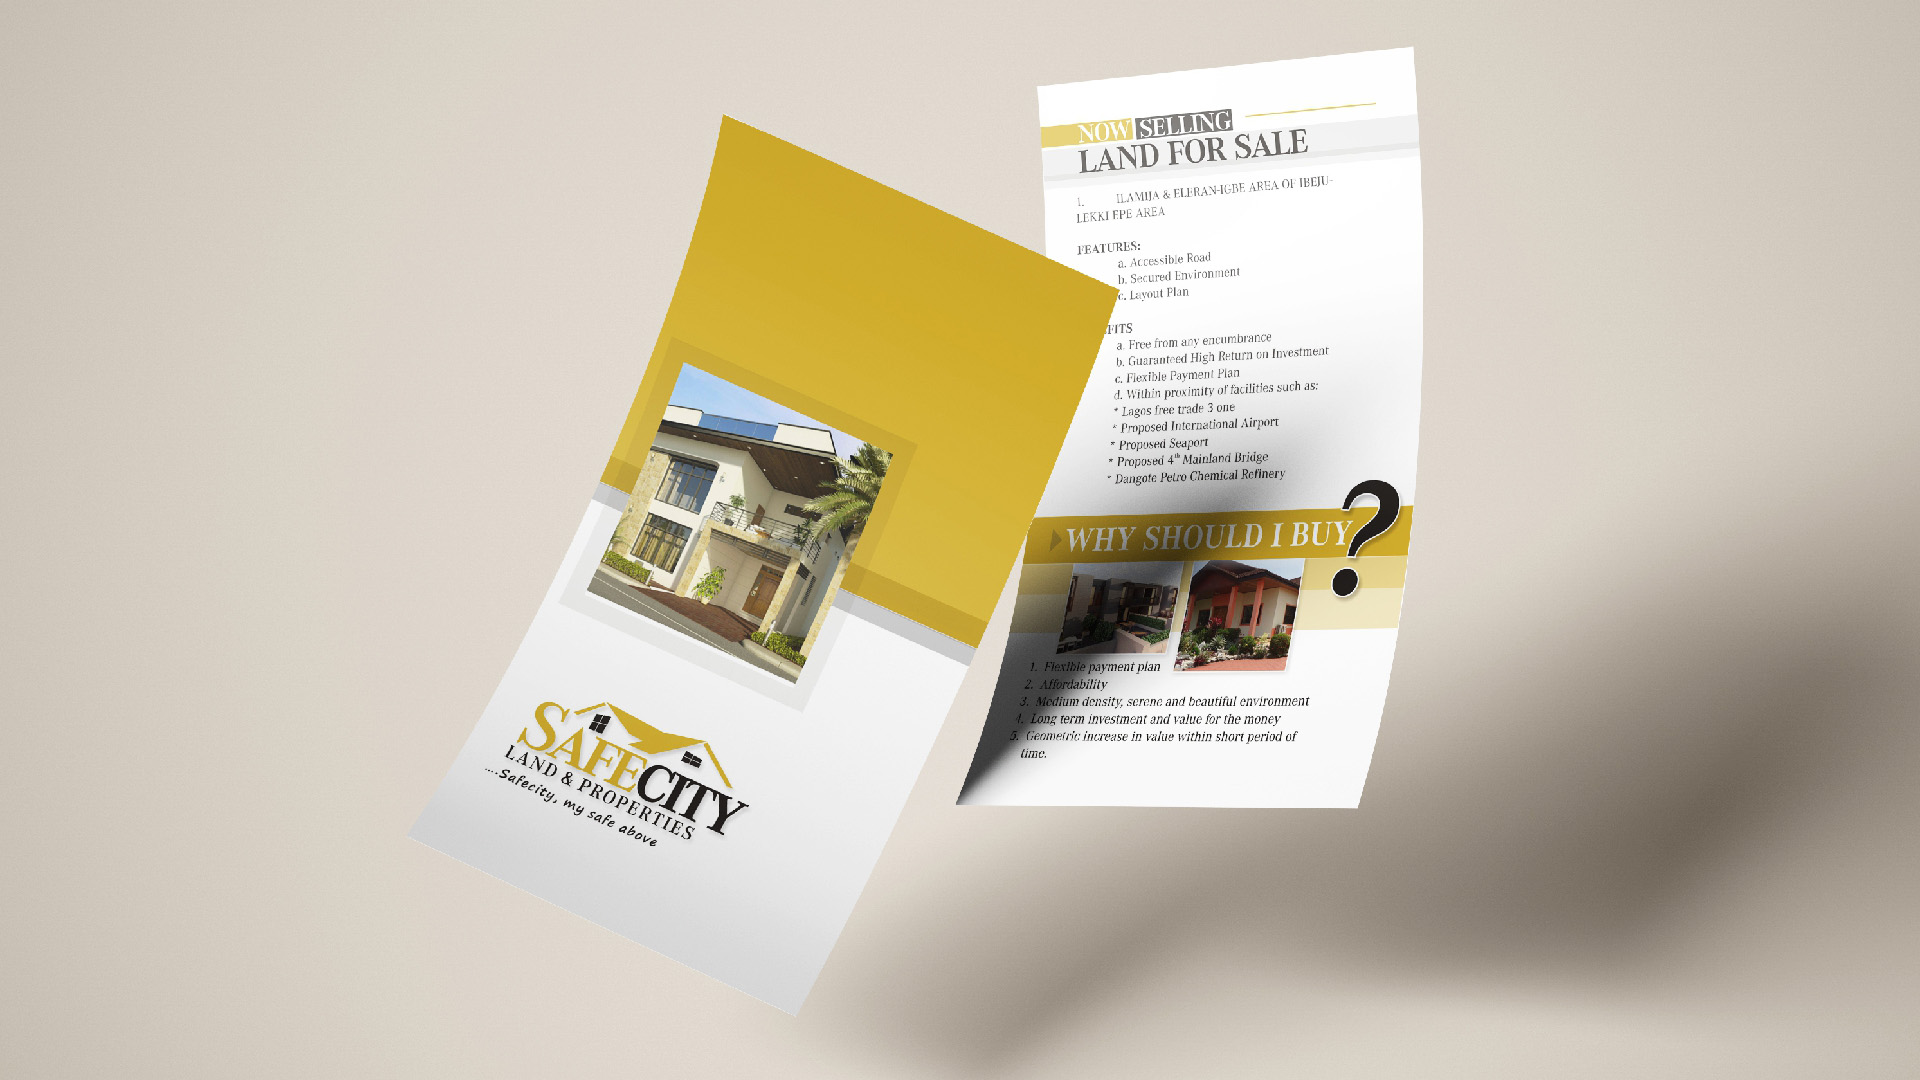 SAFECITY
LAND & PROPERTIES
....Safecity, my safe above
NOW SELLING
LAND FOR SALE
1. ILAMIJA & ELERAN-IGBE AREA OF IBEJU-
LEKKI EPE AREA
FEATURES:
a. Accessible Road
b. Secured Environment
c. Layout Plan
FITS
a. Free from any encumbrance
b. Guaranteed High Return on Investment
c. Flexible Payment Plan
d. Within proximity of facilities such as:
* Lagos free trade 3 one
* Proposed International Airport
* Proposed Seaport
* Proposed 4th Mainland Bridge
* Dangote Petro Chemical Refinery
WHY SHOULD I BUY?
1. Flexible payment plan
2. Affordability
3. Medium density, serene and beautiful environment
4. Long term investment and value for the money
5. Geometric increase in value within short period of
time.